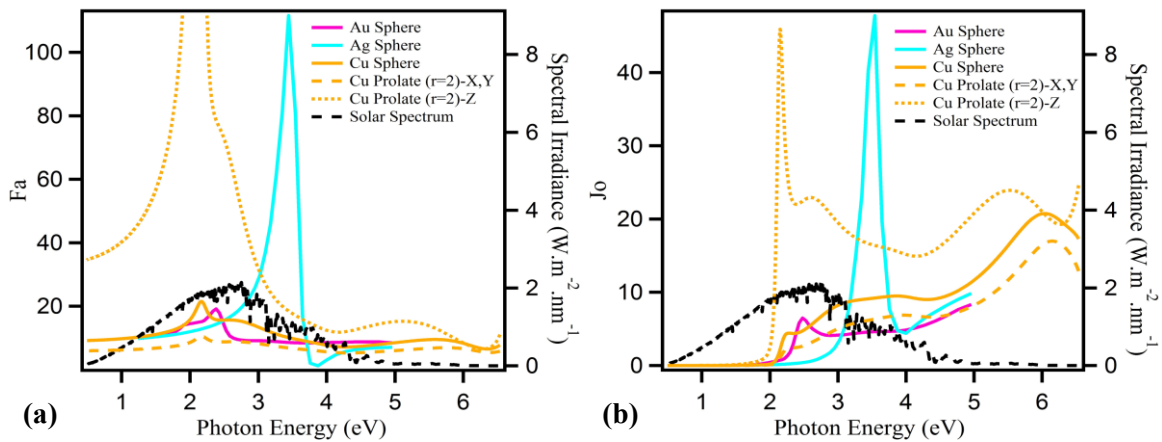 Fa
100
80
60
40
20
Au Sphere
Ag Sphere
Cu Sphere
Cu Prolate (r=2)-X,Y
Cu Prolate (r=2)-Z
Solar Spectrum
8
6
4
2
0
Spectral Irradiance (W.m-2 .nm-1)
1 2 3 4 5 6
Photon Energy (eV)
(a)
Jo
40
30
20
10
0
Au Sphere
Ag Sphere
Cu Sphere
Cu Prolate (r=2)-X,Y
Cu Prolate (r=2)-Z
Solar Spectrum
8
6
4
2
0
Spectral Irradiance (W.m-2 .nm-1)
1 2 3 4 5 6
Photon Energy (eV)
(b)